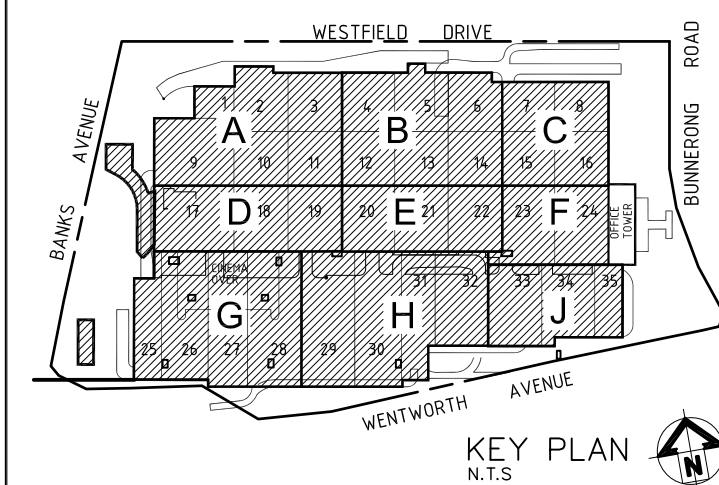 WESTFIELD DRIVE
BUNNERONG ROAD
BANKS AVENUE
1 2 3 4 5 6 7 8
A B C
9 10 11 12 13 14 15 16
D E F
17 18 19 20 21 22 23 24
OFFICE
TOWER
CINEMA
OVER
31 32 33 34 35
G H J
25 26 27 28 29 30
WENTWORTH AVENUE
KEY PLAN
N.T.S
N